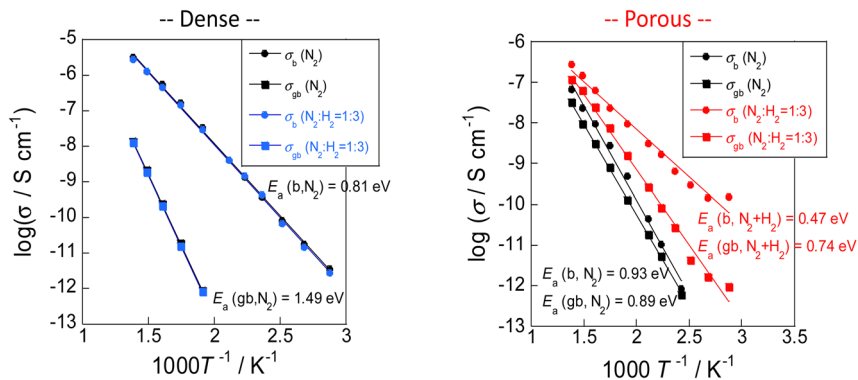 -- Dense --
-5
-6
-7
-8
-9
-10
-11
-12
-13
log(σ / S cm⁻¹)
σb (N₂)
σgb (N₂)
σb (N₂:H₂=1:3)
σgb (N₂:H₂=1:3)
Ea (b,N₂) = 0.81 eV
Ea (gb,N₂) = 1.49 eV
1 1.5 2 2.5 3
1000T ⁻¹ / K⁻¹
-- Porous --
-6
-7
-8
-9
-10
-11
-12
-13
log (σ / S cm⁻¹)
σb (N₂)
σgb (N₂)
σb (N₂:H₂=1:3)
σgb (N₂:H₂=1:3)
Ea (b, N₂+H₂) = 0.47 eV
Ea (gb, N₂+H₂) = 0.74 eV
Ea (b, N₂) = 0.93 eV
Ea (gb, N₂) = 0.89 eV
1 1.5 2 2.5 3 3.5
1000 T ⁻¹ / K⁻¹